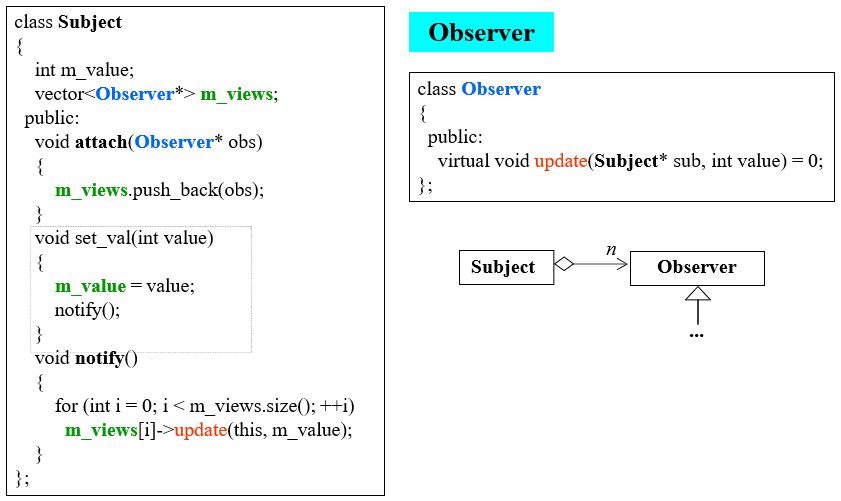 class Subject
{
    int m_value;
    vector<Observer*> m_views;
  public:
    void attach(Observer* obs)
    {
        m_views.push_back(obs);
    }
    void set_val(int value)
    {
        m_value = value;
        notify();
    }
    void notify()
    {
        for (int i = 0; i < m_views.size(); ++i)
          m_views[i]->update(this, m_value);
    }
};
Observer
class Observer
{
  public:
    virtual void update(Subject* sub, int value) = 0;
};
n
Subject
Observer
...